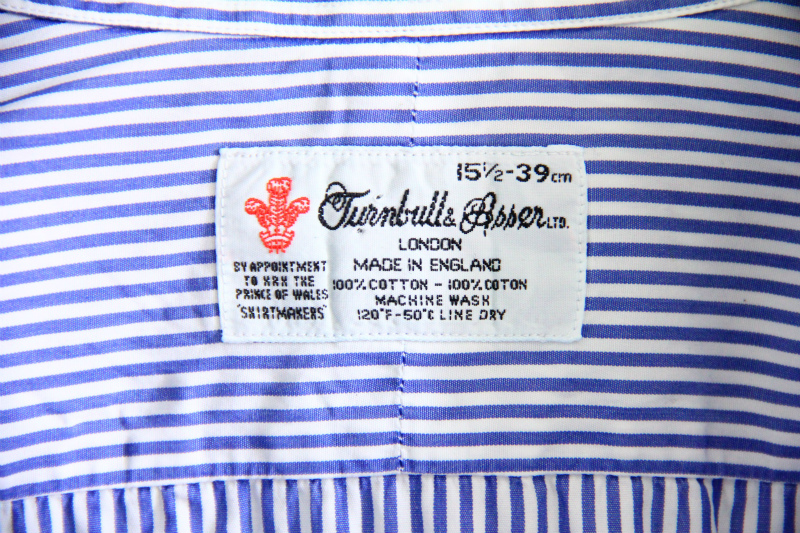 15½-39cm
Turnbull & Asser LTD.
LONDON
MADE IN ENGLAND
100% COTTON - 100% COTON
MACHINE WASH
120°F-50°C LINE DRY
BY APPOINTMENT
TO HRH THE
PRINCE OF WALES
"SHIRTMAKERS"